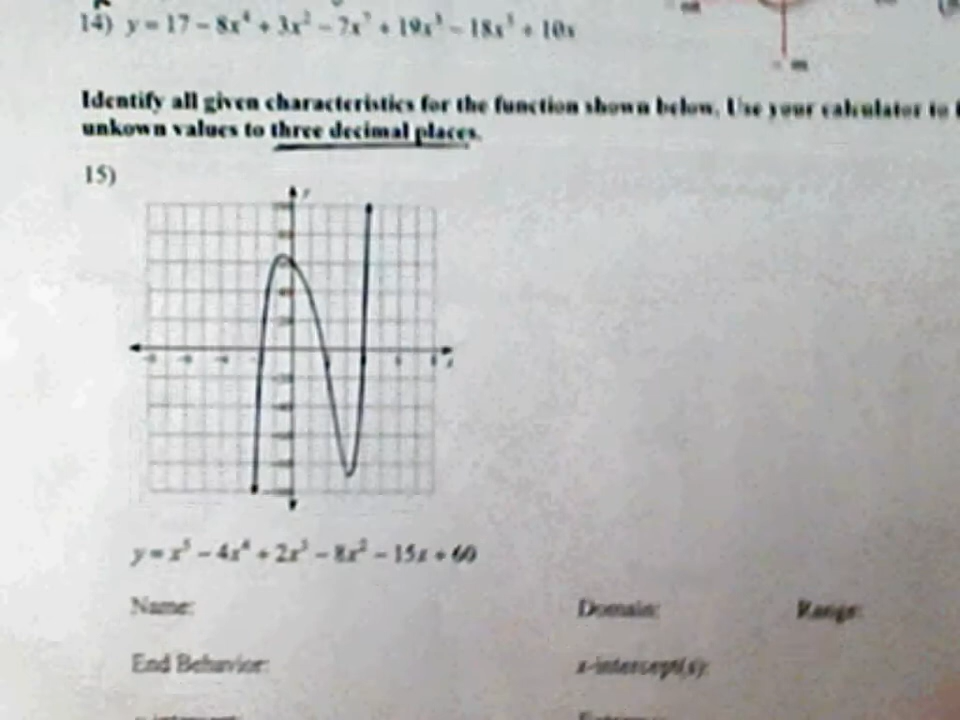 14) y = 17 − 8x⁴ + 3x² − 7x⁷ + 19x³ − 18x⁵ + 10x
Identify all given characteristics for the function shown below. Use your calculator to
unkown values to three decimal places.
15)
y = x⁵ − 4x⁴ + 2x³ − 8x² − 15x + 60
Name:
Domain:
Range:
End Behavior:
x-intercept(s):